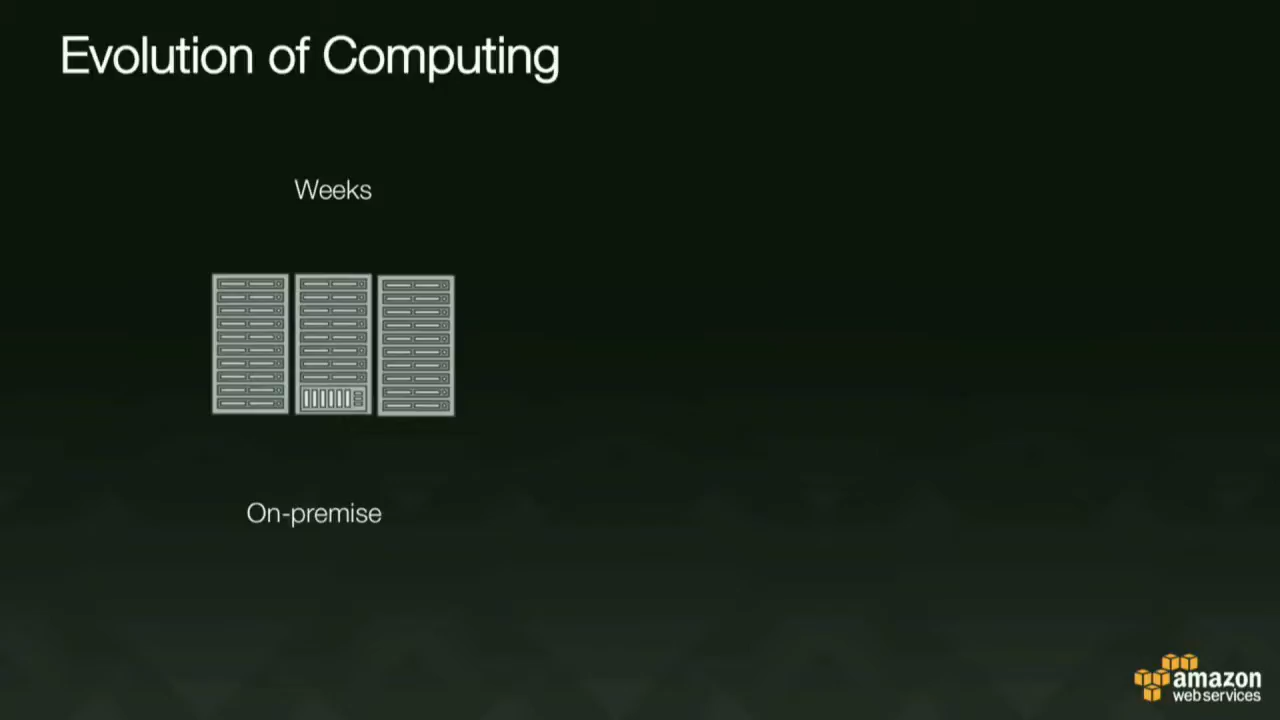 Evolution of Computing
Weeks
On-premise
amazon
web services